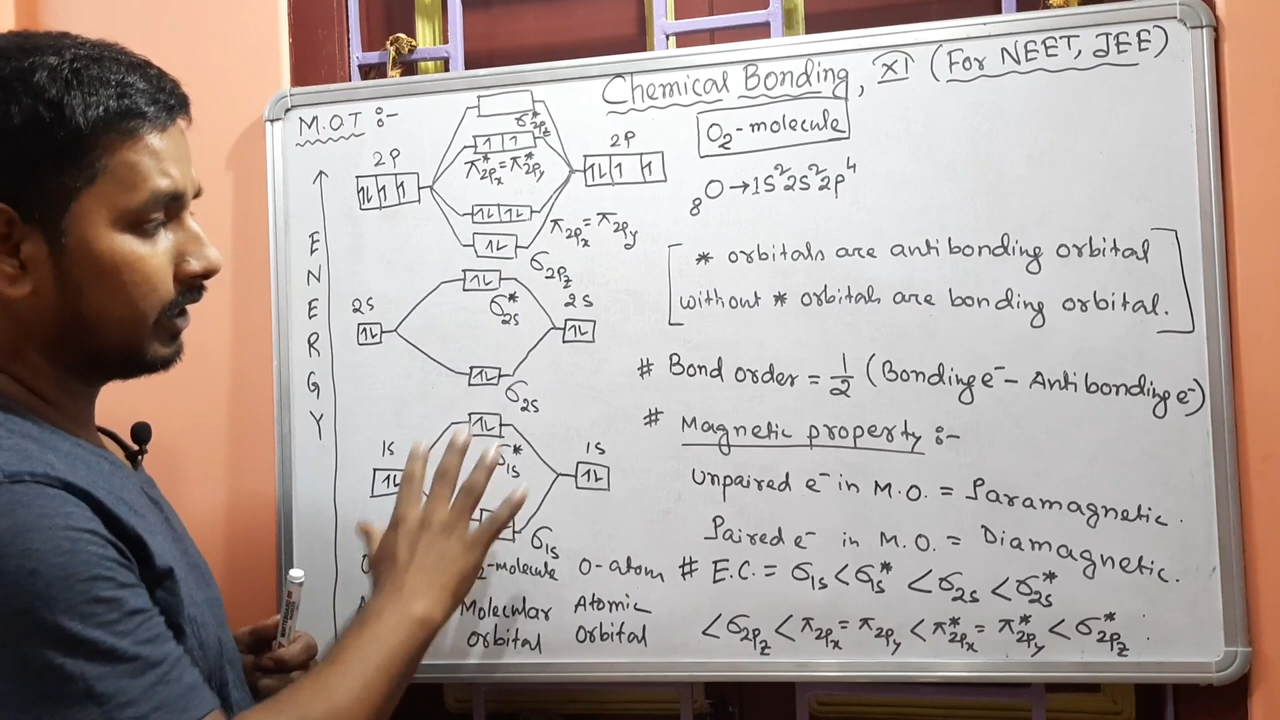 Chemical Bonding, XI (For NEET, JEE)
M.O.T :-
O₂-molecule
₈O → 1s² 2s² 2p⁴
[* orbitals are antibonding orbital
without * orbitals are bonding orbital.]
# Bond order = 1/2 (Bonding e⁻ - Antibonding e⁻)
# Magnetic property :-
Unpaired e⁻ in M.O. = Paramagnetic.
Paired e⁻ in M.O. = Diamagnetic.
# E.C. = σ1s < σ*1s < σ2s < σ*2s
< σ2pz < π2px = π2py < π*2px = π*2py < σ*2pz
ENERGY
σ*2pz
2P
2P
π*2px = π*2py
π2px = π2py
σ2pz
2s
σ*2s
2s
σ2s
1s
σ*1s
1s
σ1s
-molecule
O-atom
Molecular Orbital
Atomic Orbital